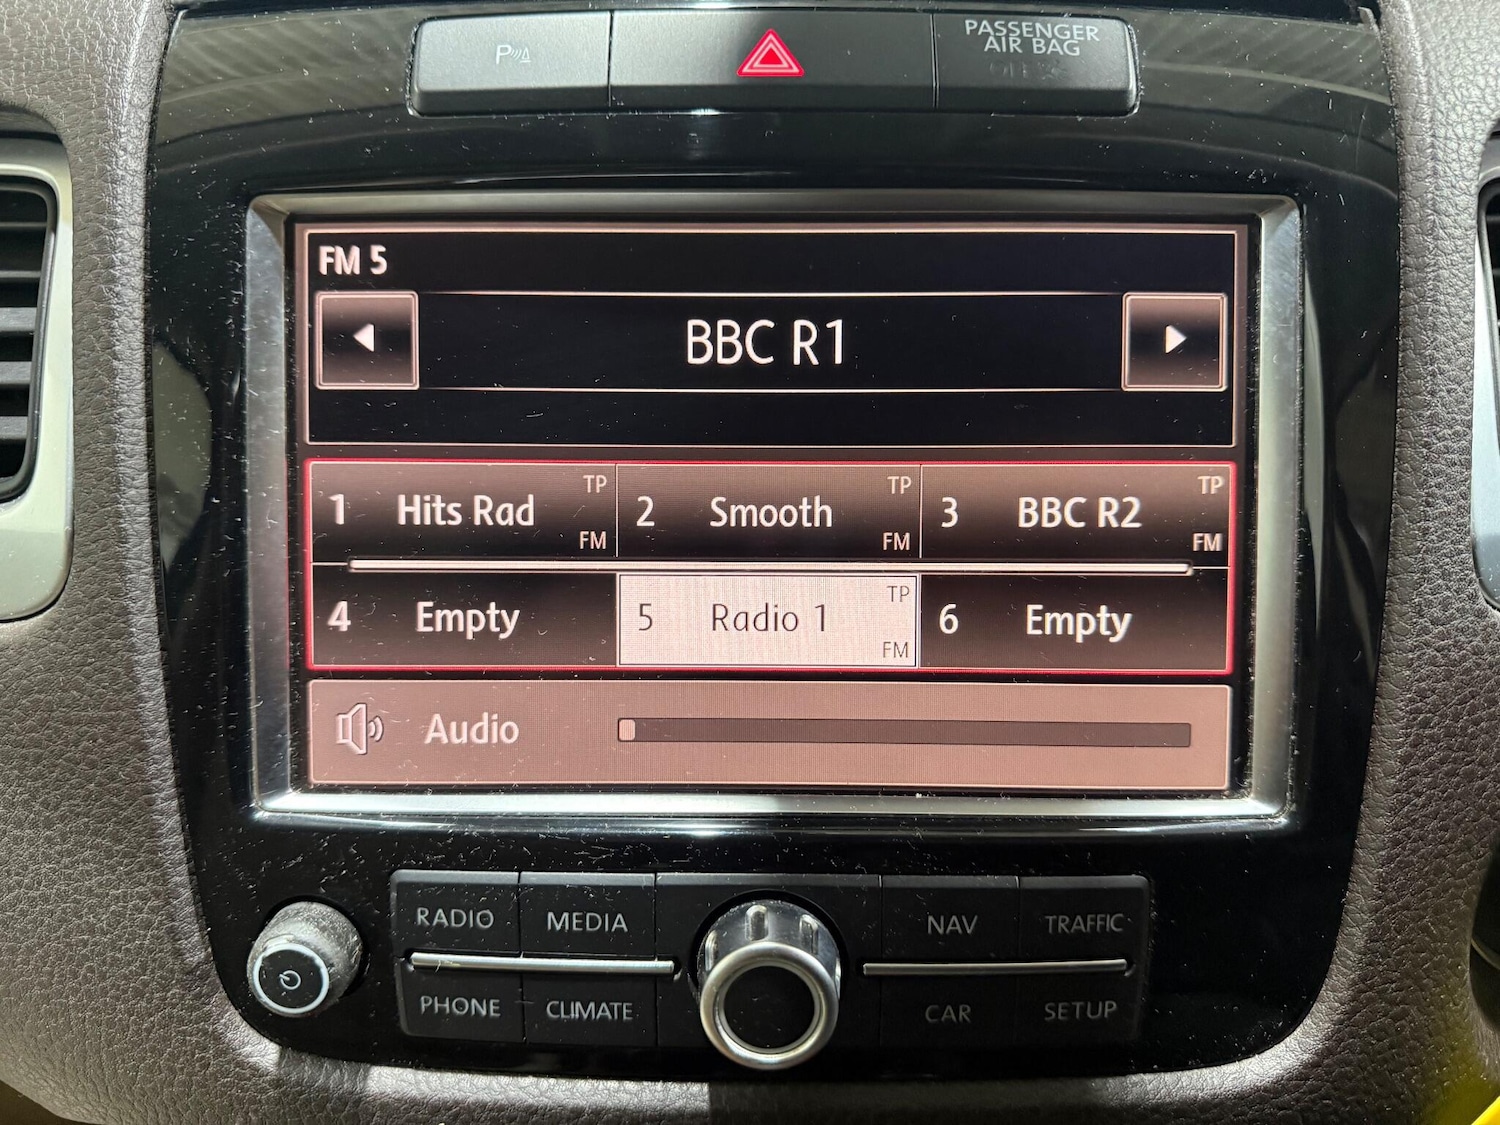 P
PASSENGER
AIR BAG
FM 5
BBC R1
1 Hits Rad TP FM
2 Smooth TP FM
3 BBC R2 TP FM
4 Empty
5 Radio 1 TP FM
6 Empty
Audio
RADIO MEDIA NAV TRAFFIC
PHONE CLIMATE CAR SETUP